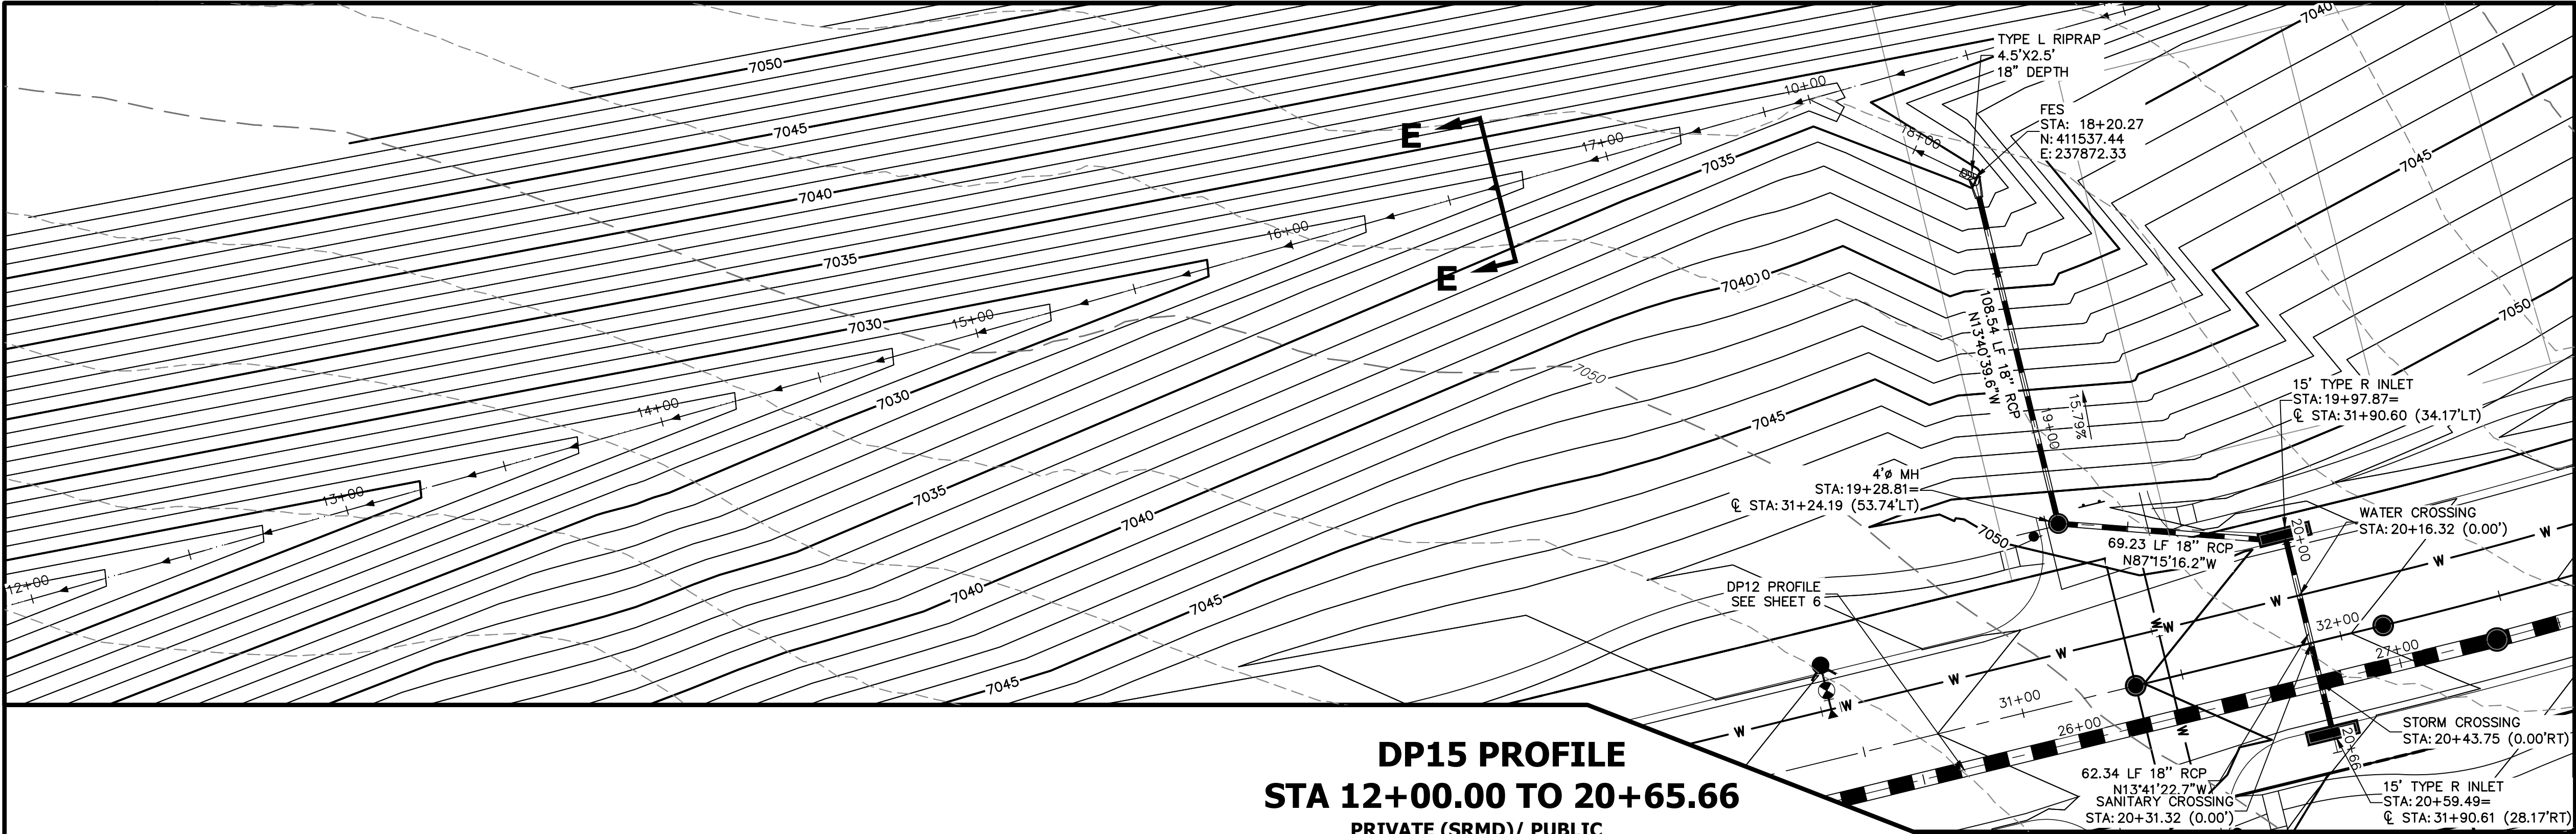 7050
7045
7040
7035
7030
7030
7035
7040
7045
7040
7045
7035
7040
7045
7050
7040
7045
7050
7050
10+00
17+00
18+00
16+00
15+00
14+00
13+00
12+00
E
E
TYPE L RIPRAP
4.5'X2.5'
18" DEPTH
FES
STA: 18+20.27
N: 411537.44
E: 237872.33
108.54 LF 18" RCP
N13°40'39.6"W
15.79%
19+00
15' TYPE R INLET
STA: 19+97.87=
℄ STA: 31+90.60 (34.17'LT)
4'ø MH
STA: 19+28.81=
℄ STA: 31+24.19 (53.74'LT)
WATER CROSSING
STA: 20+16.32 (0.00')
20+00
69.23 LF 18" RCP
N87°15'16.2"W
DP12 PROFILE
SEE SHEET 6
W
W
W
W
W
W
W
W
W
W
32+00
27+00
31+00
26+00
STORM CROSSING
STA: 20+43.75 (0.00'RT)
20+66
62.34 LF 18" RCP
N13°41'22.7"W
SANITARY CROSSING
STA: 20+31.32 (0.00')
15' TYPE R INLET
STA: 20+59.49=
℄ STA: 31+90.61 (28.17'RT)
DP15 PROFILE
STA 12+00.00 TO 20+65.66
PRIVATE (SRMD)/ PUBLIC